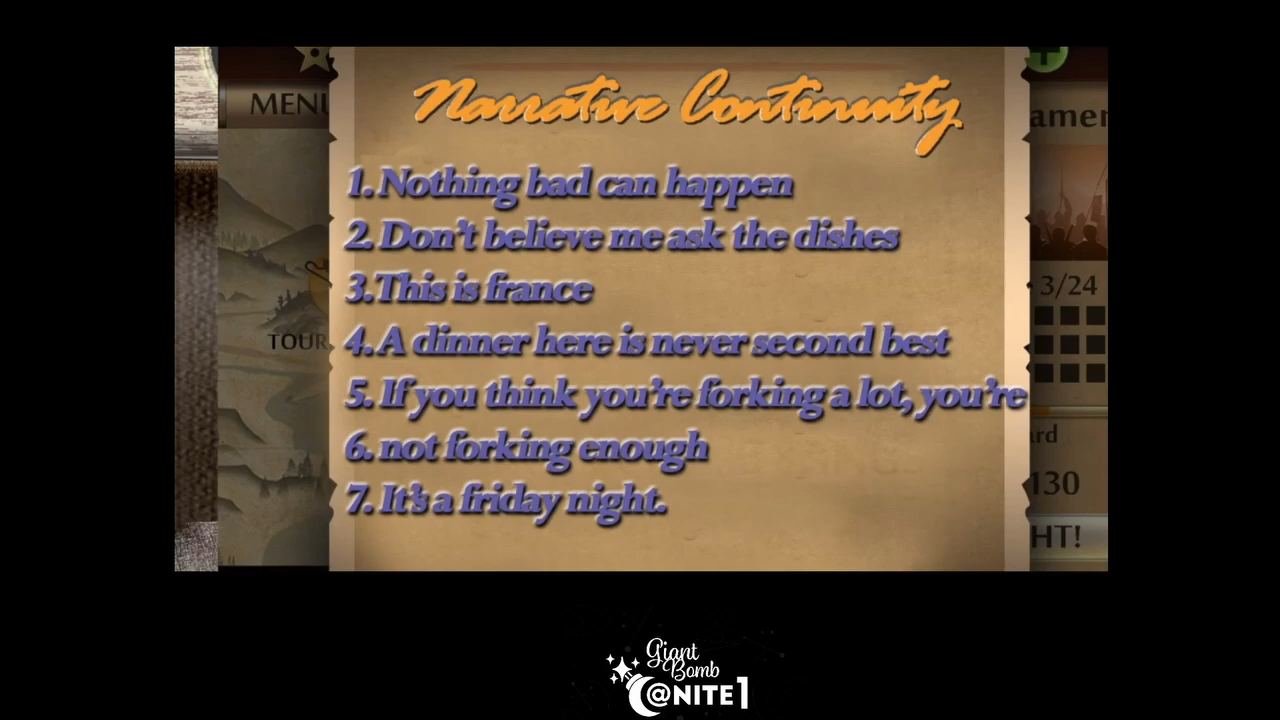 Narrative Continuity
MENU
1. Nothing bad can happen
2. Don't believe me ask the dishes
3. This is france
3/24
TOUR
4. A dinner here is never second best
5. If you think you're forking a lot, you're
6. not forking enough
130
7. It's a friday night.
HT!
Giant
Bomb
@NITE 1